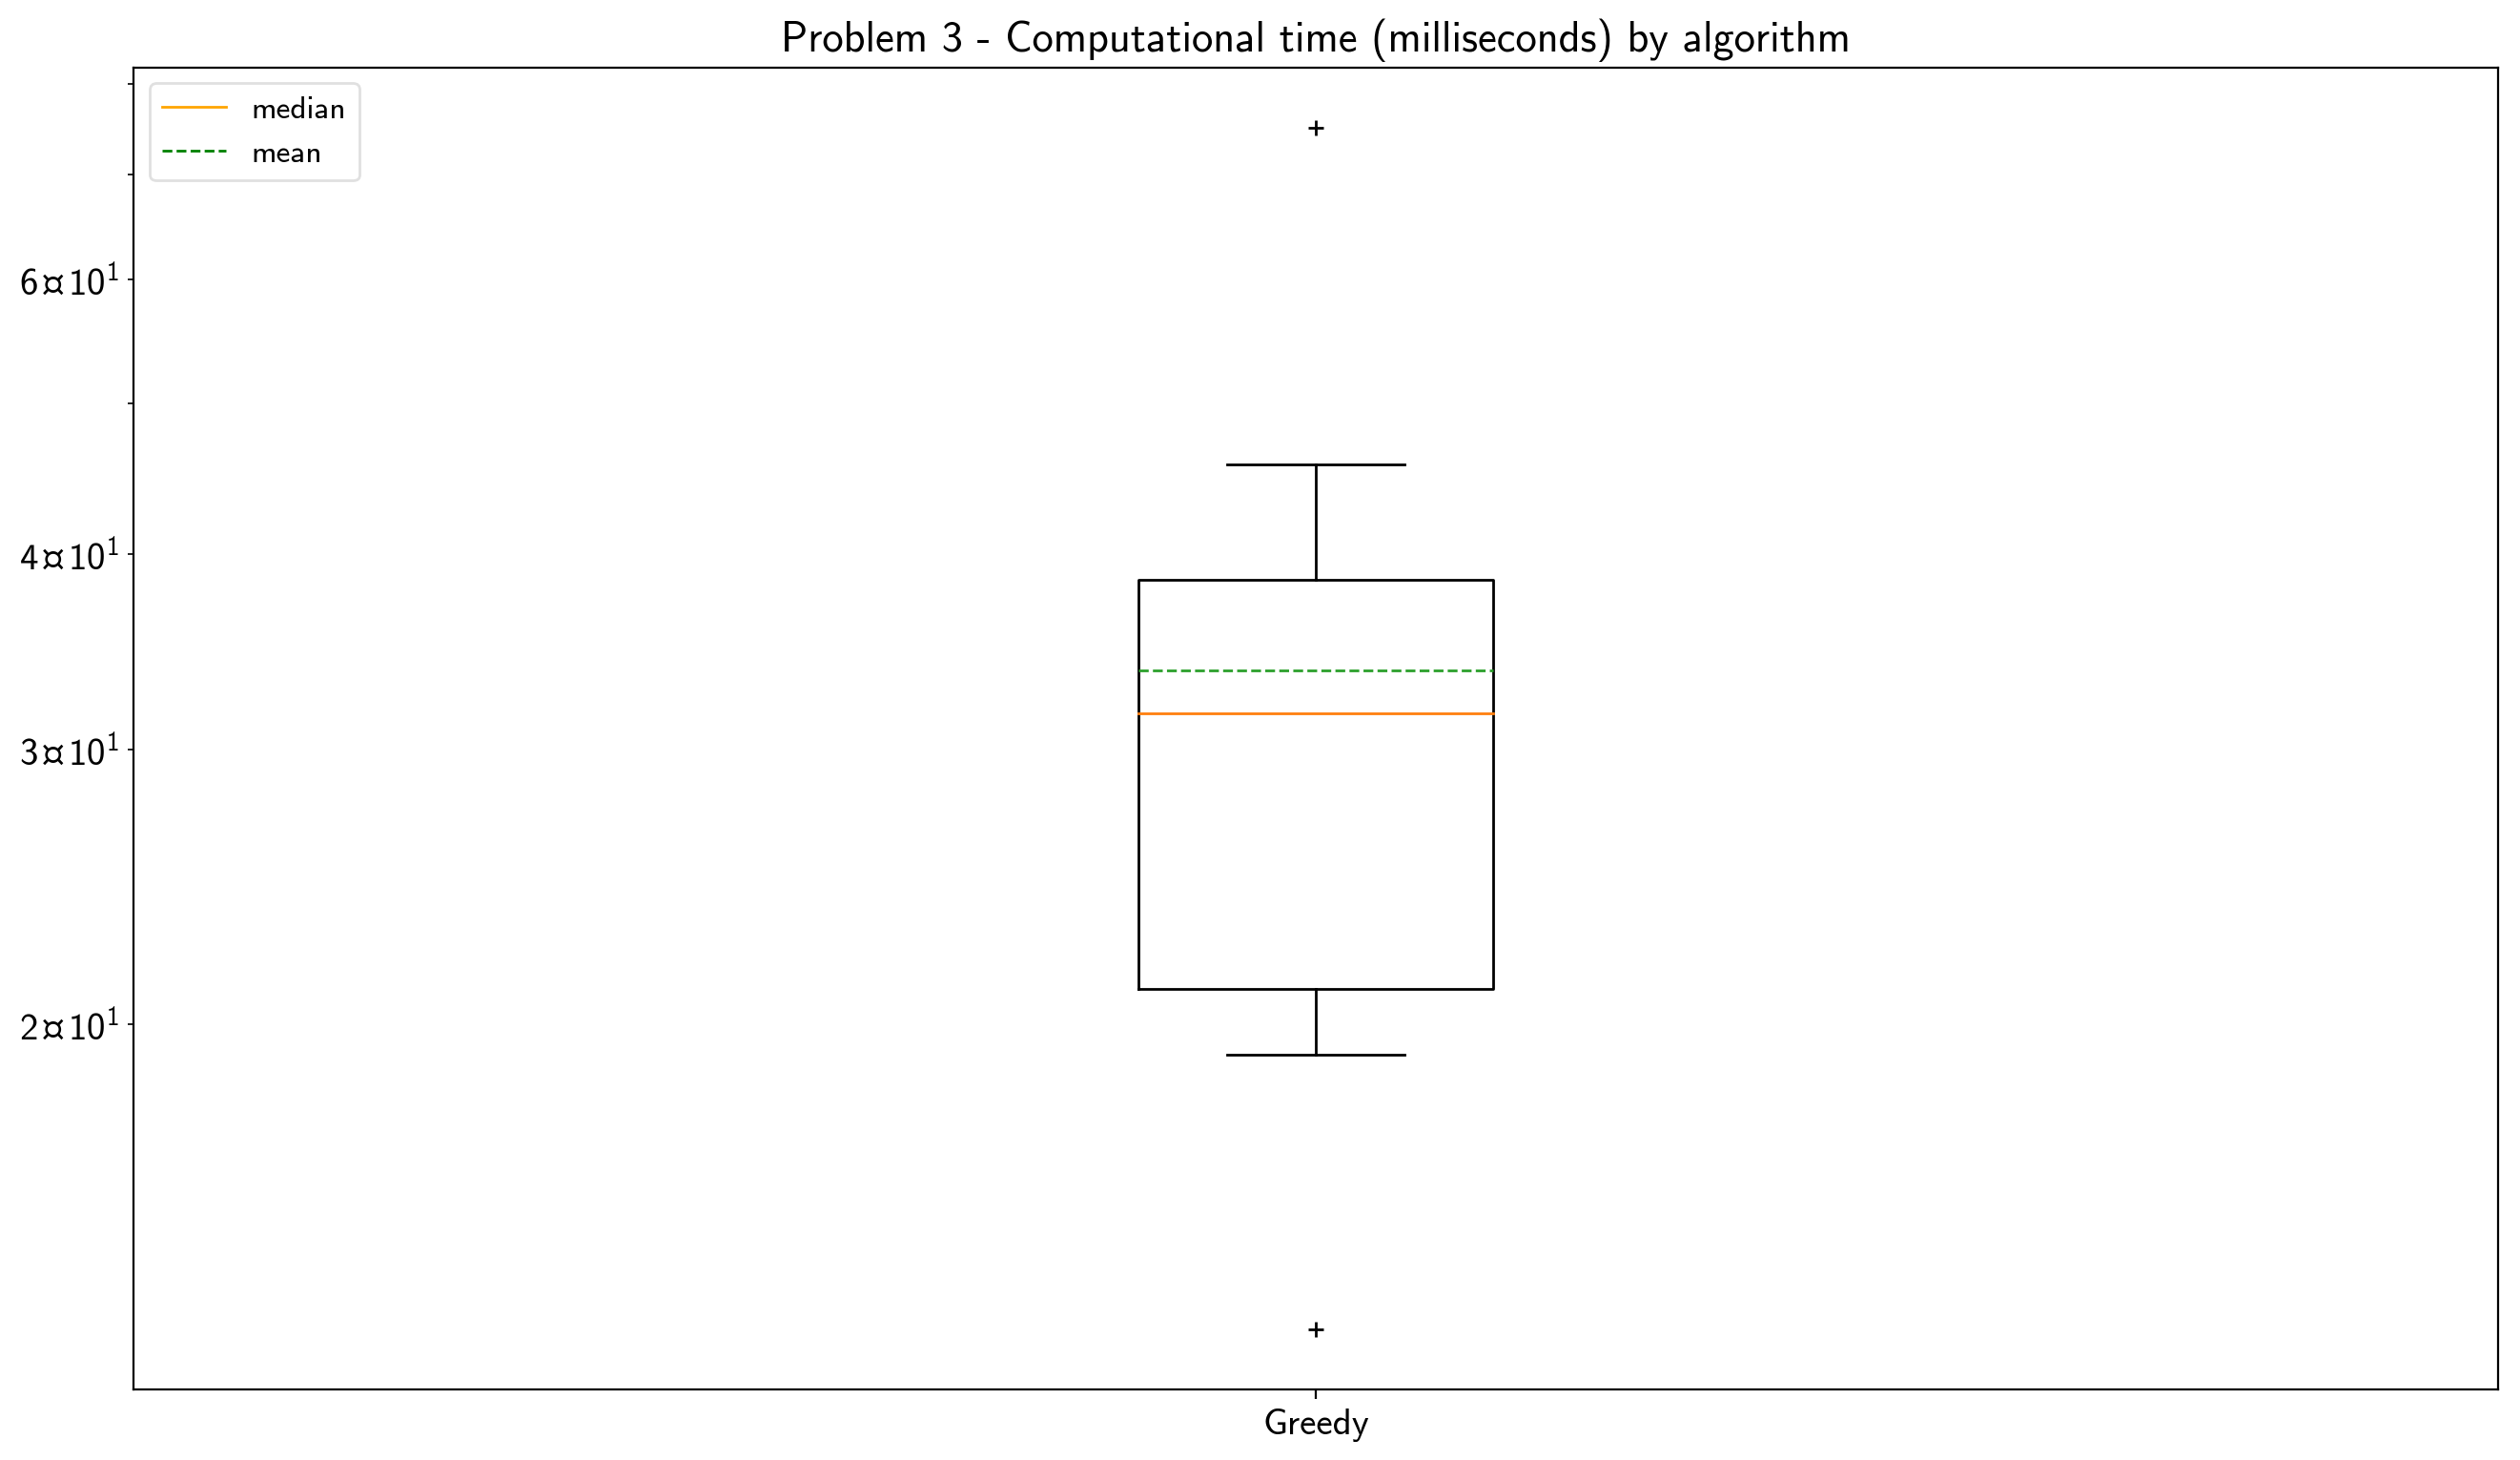 Problem 3 - Computational time (milliseconds) by algorithm
median
mean
6¤10¹
4¤10¹
3¤10¹
2¤10¹
Greedy